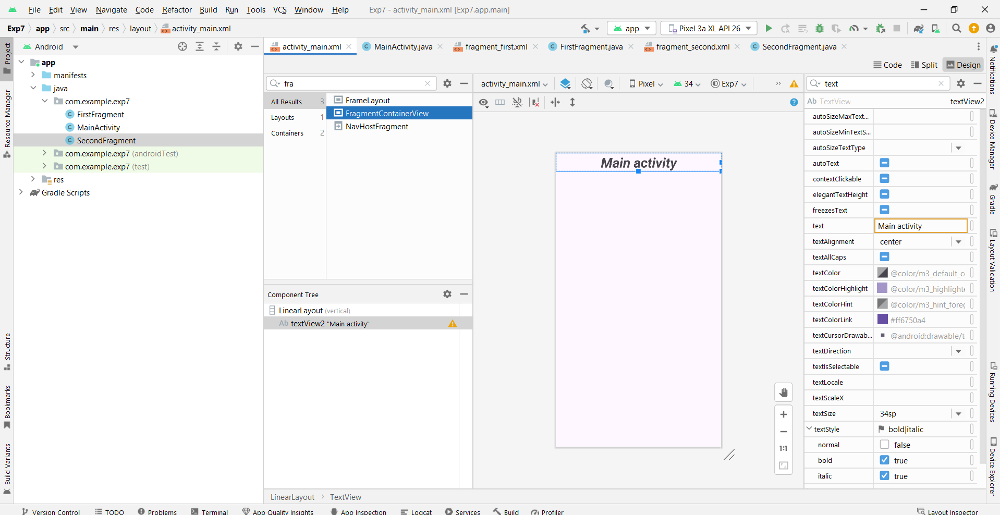 File Edit View Navigate Code Refactor Build Run Tools VCS Window Help Exp7 - activity_main.xml [Exp7.app.main]
Exp7 app src main res layout activity_main.xml app Pixel 3a XL API 26
Project
Resource Manager
Structure
Bookmarks
Build Variants
Android
app
manifests
java
com.example.exp7
FirstFragment
MainActivity
SecondFragment
com.example.exp7 (androidTest)
com.example.exp7 (test)
res
Gradle Scripts
activity_main.xml MainActivity.java fragment_first.xml FirstFragment.java fragment_second.xml SecondFragment.java
Code Split Design
fra
All Results 3
Layouts 1
Containers 2
FrameLayout
FragmentContainerView
NavHostFragment
Component Tree
LinearLayout (vertical)
Ab textView2 "Main activity"
activity_main.xml Pixel 34 Exp7
Main activity
1:1
text
Ab TextView textView2
autoSizeMaxText...
autoSizeMinTextS...
autoSizeTextType
autoText
contextClickable
elegantTextHeight
freezesText
text Main activity
textAlignment center
textAllCaps
textColor @color/m3_default_c
textColorHighlight @color/m3_highlight
textColorHint @color/m3_hint_foreg
textColorLink #ff6750a4
textCursorDrawab... @android:drawable/t
textDirection
textIsSelectable
textLocale
textScaleX
textSize 34sp
textStyle bold|italic
normal false
bold true
italic true
Notifications
Device Manager
Gradle
Layout Validation
Running Devices
Device Explorer
LinearLayout TextView
Version Control TODO Problems Terminal App Quality Insights App Inspection Logcat Services Build Profiler Layout Inspector